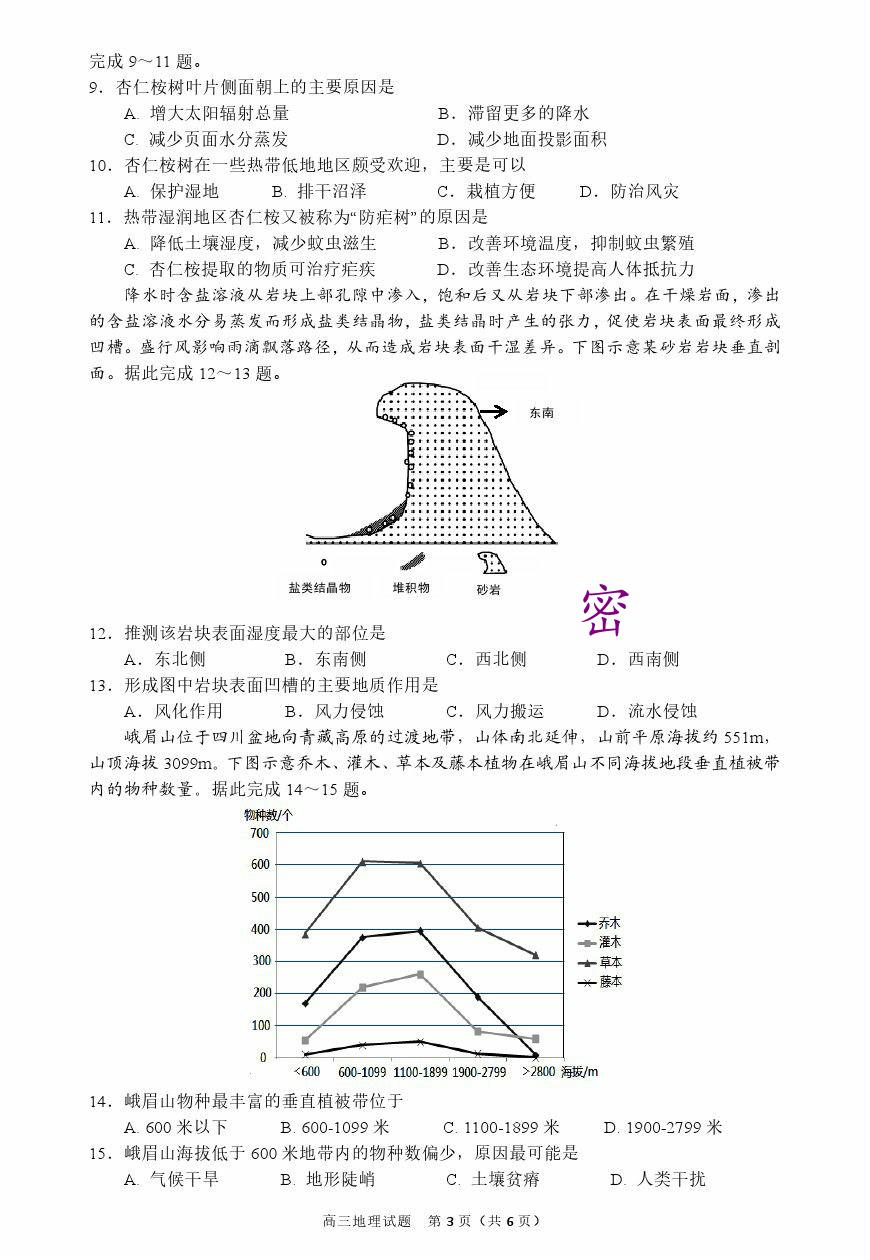 完成 9～11 题。
9．杏仁桉树叶片侧面朝上的主要原因是
A. 增大太阳辐射总量 B．滞留更多的降水
C. 减少页面水分蒸发 D．减少地面投影面积
10．杏仁桉树在一些热带低地地区颇受欢迎，主要是可以
A. 保护湿地 B. 排干沼泽 C．栽植方便 D．防治风灾
11．热带湿润地区杏仁桉又被称为“防疟树”的原因是
A. 降低土壤湿度，减少蚊虫滋生 B．改善环境温度，抑制蚊虫繁殖
C. 杏仁桉提取的物质可治疗疟疾 D．改善生态环境提高人体抵抗力
降水时含盐溶液从岩块上部孔隙中渗入，饱和后又从岩块下部渗出。在干燥岩面，渗出
的含盐溶液水分易蒸发而形成盐类结晶物，盐类结晶时产生的张力，促使岩块表面最终形成
凹槽。盛行风影响雨滴飘落路径，从而造成岩块表面干湿差异。下图示意某砂岩岩块垂直剖
面。据此完成 12～13 题。
东南
盐类结晶物 堆积物 砂岩
密
12．推测该岩块表面湿度最大的部位是
A．东北侧 B．东南侧 C．西北侧 D．西南侧
13．形成图中岩块表面凹槽的主要地质作用是
A．风化作用 B．风力侵蚀 C．风力搬运 D．流水侵蚀
峨眉山位于四川盆地向青藏高原的过渡地带，山体南北延伸，山前平原海拔约 551m，
山顶海拔 3099m。下图示意乔木、灌木、草本及藤本植物在峨眉山不同海拔地段垂直植被带
内的物种数量。据此完成 14～15 题。
物种数/个
700
600
500
400
300
200
100
0
乔木
灌木
草本
藤本
<600 600-1099 1100-1899 1900-2799 >2800 海拔/m
14．峨眉山物种最丰富的垂直植被带位于
A. 600 米以下 B. 600-1099 米 C. 1100-1899 米 D. 1900-2799 米
15．峨眉山海拔低于 600 米地带内的物种数偏少，原因最可能是
A. 气候干旱 B. 地形陡峭 C. 土壤贫瘠 D. 人类干扰
高三地理试题 第 3 页（共 6 页）